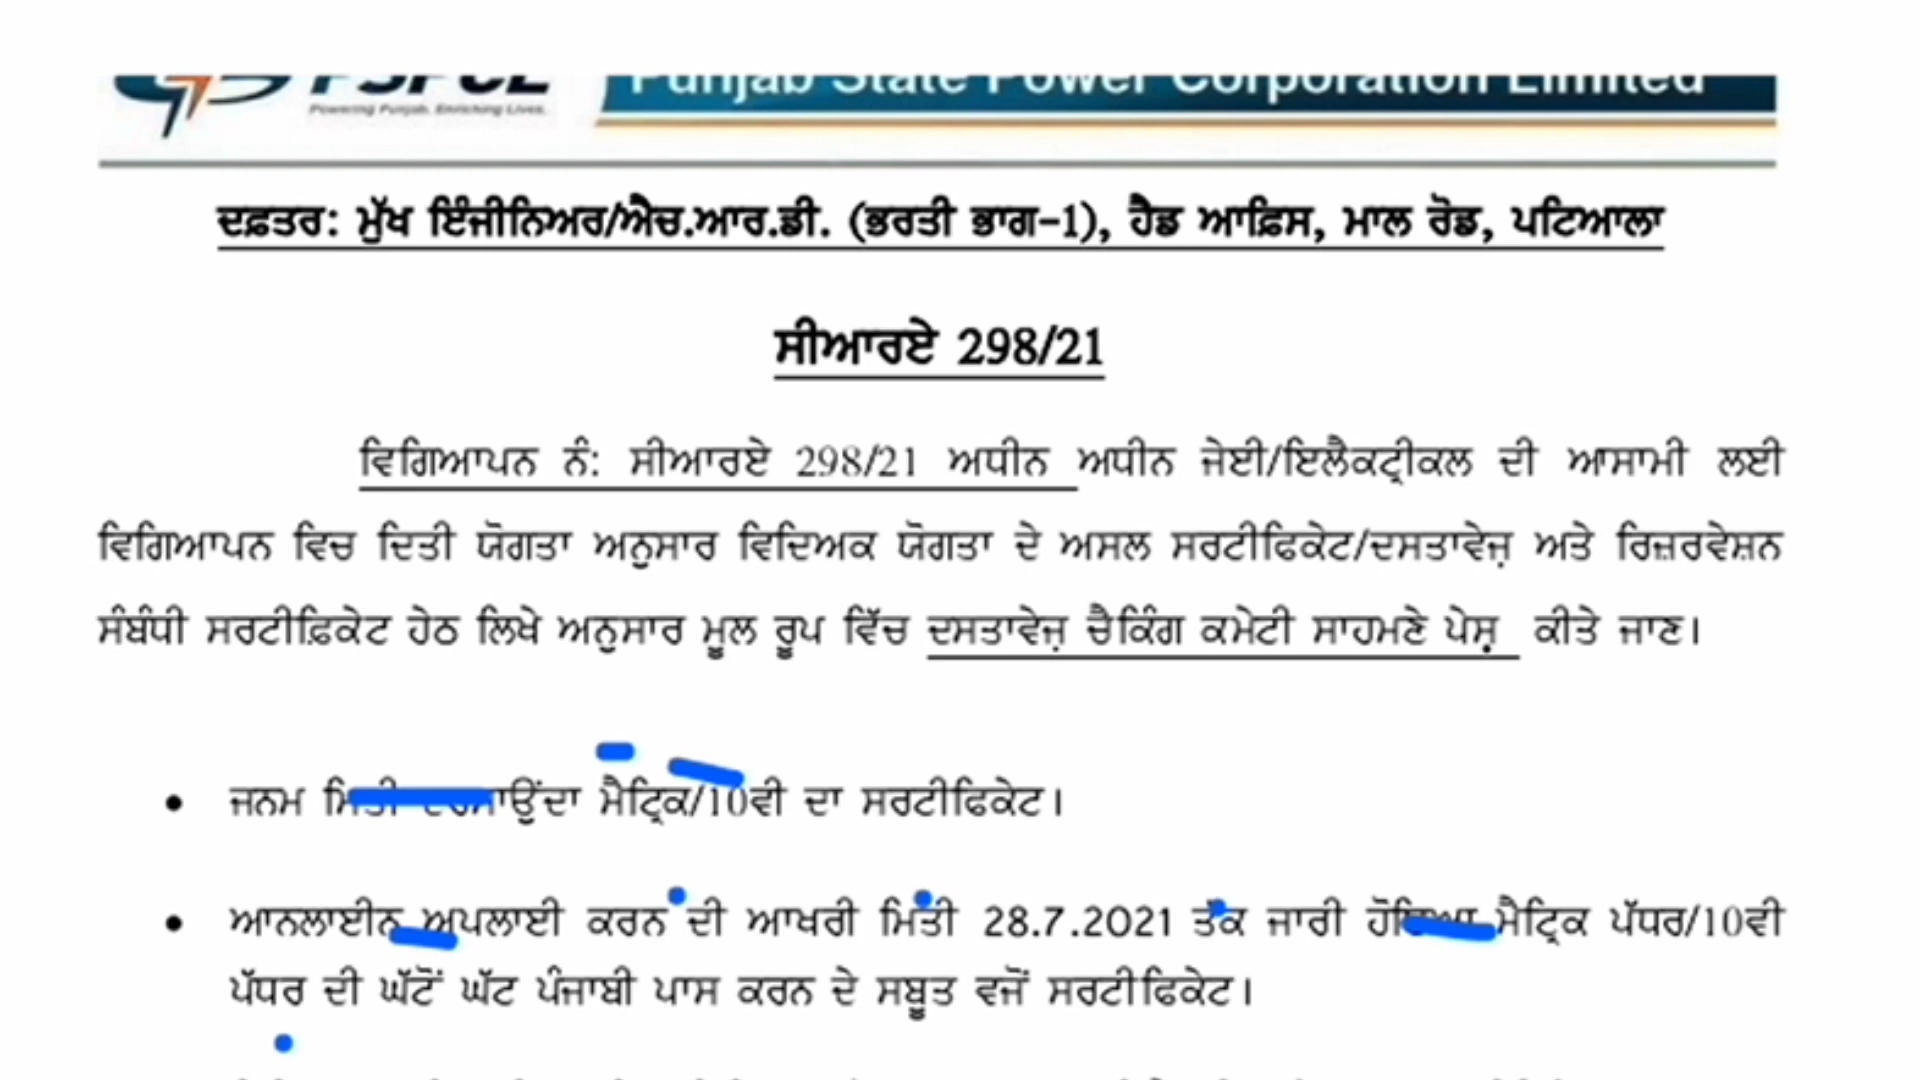 PSPCL
Punjab State Power Corporation Limited
Powering Punjab. Enriching Lives.
ਦਫ਼ਤਰ: ਮੁੱਖ ਇੰਜੀਨਿਅਰ/ਐਚ.ਆਰ.ਡੀ. (ਭਰਤੀ ਭਾਗ-1), ਹੈਡ ਆਫ਼ਿਸ, ਮਾਲ ਰੋਡ, ਪਟਿਆਲਾ
ਸੀਆਰਏ 298/21
ਵਿਗਿਆਪਨ ਨੰ: ਸੀਆਰਏ 298/21 ਅਧੀਨ ਅਧੀਨ ਜੇਈ/ਇਲੈਕਟ੍ਰੀਕਲ ਦੀ ਆਸਾਮੀ ਲਈ
ਵਿਗਿਆਪਨ ਵਿਚ ਦਿਤੀ ਯੋਗਤਾ ਅਨੁਸਾਰ ਵਿਦਿਅਕ ਯੋਗਤਾ ਦੇ ਅਸਲ ਸਰਟੀਫਿਕੇਟ/ਦਸਤਾਵੇਜ਼ ਅਤੇ ਰਿਜ਼ਰਵੇਸ਼ਨ
ਸੰਬੰਧੀ ਸਰਟੀਫ਼ਿਕੇਟ ਹੇਠ ਲਿਖੇ ਅਨੁਸਾਰ ਮੂਲ ਰੂਪ ਵਿੱਚ ਦਸਤਾਵੇਜ਼ ਚੈਕਿੰਗ ਕਮੇਟੀ ਸਾਹਮਣੇ ਪੇਸ਼ ਕੀਤੇ ਜਾਣ।
• ਜਨਮ ਮਿਤੀ ਦਰਸਾਉਂਦਾ ਮੈਟ੍ਰਿਕ/10ਵੀ ਦਾ ਸਰਟੀਫਿਕੇਟ।
• ਆਨਲਾਈਨ ਅਪਲਾਈ ਕਰਨ ਦੀ ਆਖਰੀ ਮਿਤੀ 28.7.2021 ਤੱਕ ਜਾਰੀ ਹੋਇਆ ਮੈਟ੍ਰਿਕ ਪੱਧਰ/10ਵੀ
ਪੱਧਰ ਦੀ ਘੱਟੋਂ ਘੱਟ ਪੰਜਾਬੀ ਪਾਸ ਕਰਨ ਦੇ ਸਬੂਤ ਵਜੋਂ ਸਰਟੀਫਿਕੇਟ।